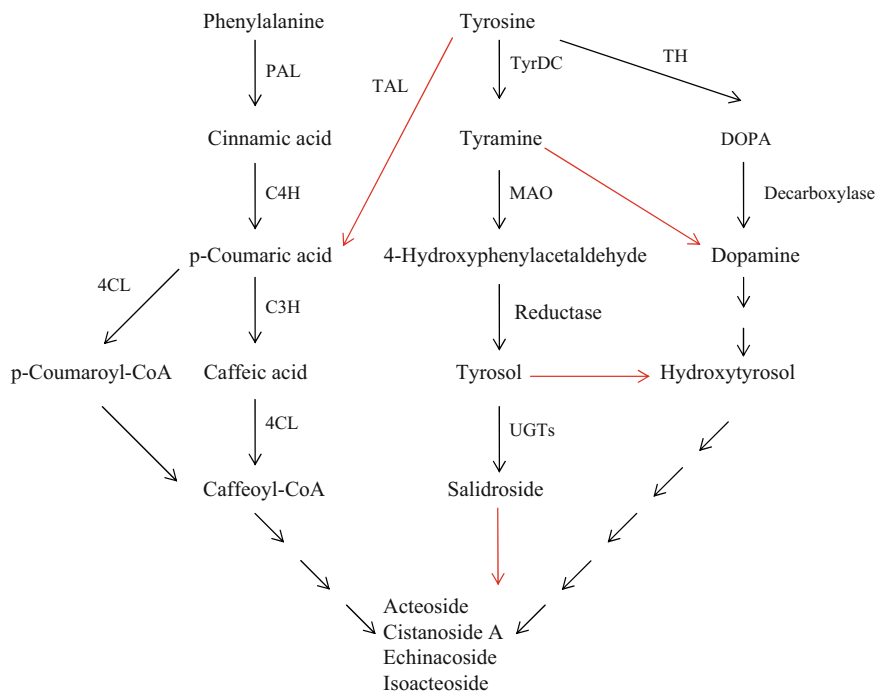 Phenylalanine
Tyrosine
PAL
TAL
TyrDC
TH
Cinnamic acid
Tyramine
DOPA
C4H
MAO
Decarboxylase
p-Coumaric acid
4-Hydroxyphenylacetaldehyde
Dopamine
4CL
C3H
Reductase
p-Coumaroyl-CoA
Caffeic acid
Tyrosol
Hydroxytyrosol
4CL
UGTs
Caffeoyl-CoA
Salidroside
Acteoside
Cistanoside A
Echinacoside
Isoacteoside